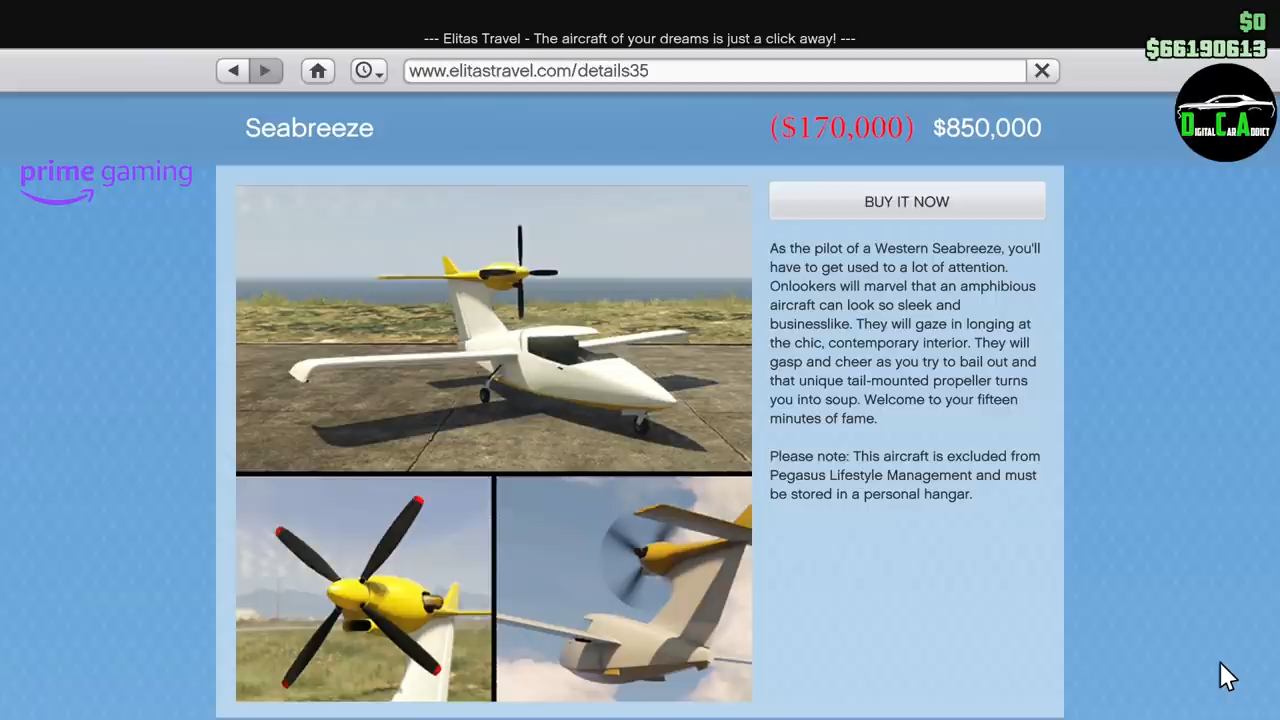 $0
$66190613
--- Elitas Travel - The aircraft of your dreams is just a click away! ---
www.elitastravel.com/details35
DIGITALCARADDICT
Seabreeze
($170,000) $850,000
prime gaming
BUY IT NOW
As the pilot of a Western Seabreeze, you'll
have to get used to a lot of attention.
Onlookers will marvel that an amphibious
aircraft can look so sleek and
businesslike. They will gaze in longing at
the chic, contemporary interior. They will
gasp and cheer as you try to bail out and
that unique tail-mounted propeller turns
you into soup. Welcome to your fifteen
minutes of fame.
Please note: This aircraft is excluded from
Pegasus Lifestyle Management and must
be stored in a personal hangar.